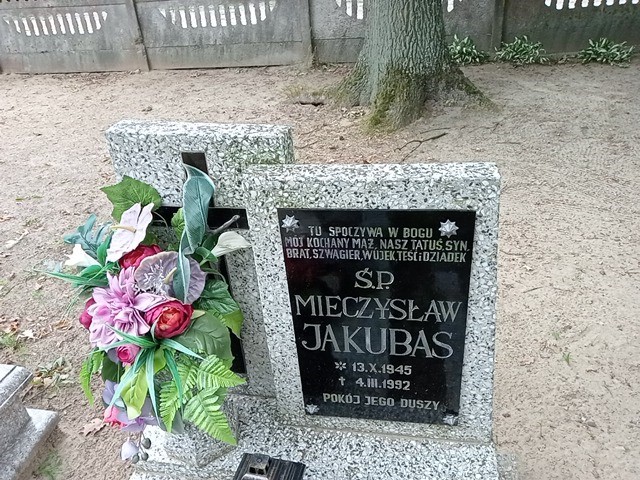 TU SPOCZYWA W BOGU
MÓJ KOCHANY MĄŻ, NASZ TATUŚ, SYN,
BRAT, SZWAGIER, WUJEK, TEŚĆ i DZIADEK
Ś.P.
MIECZYSŁAW
JAKUBAS
* 13.X.1945
† 4.III.1992
POKÓJ JEGO DUSZY